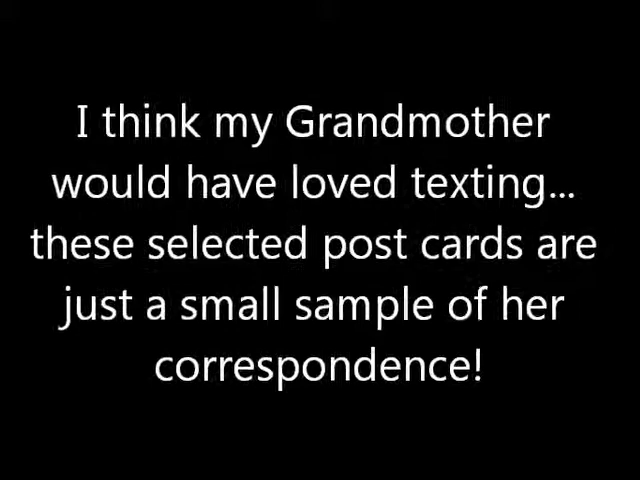 I think my Grandmother
would have loved texting...
these selected post cards are
just a small sample of her
correspondence!